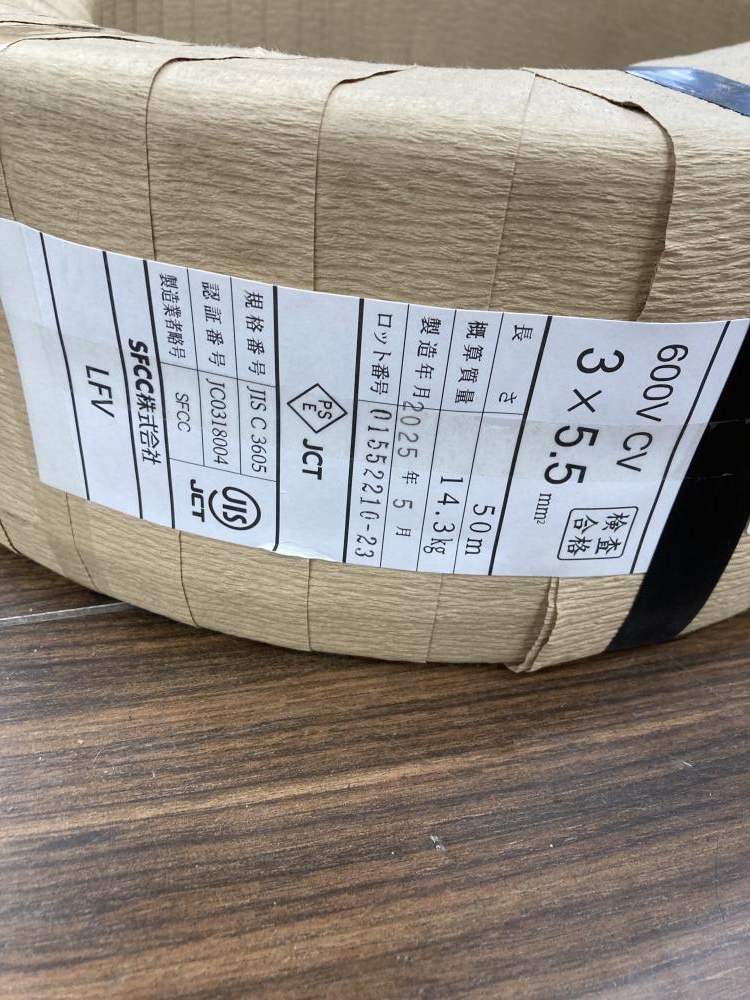 600V CV
3×5.5 mm²
検査
合格
長さ 50m
概算質量 14.3kg
製造年月 2025年5月
ロット番号 01552210-23
PS
E
JCT
規格番号 JIS C 3605
認証番号 JC0318004
製造業者略号 SFCC
JIS
JCT
SFCC株式会社
LFV